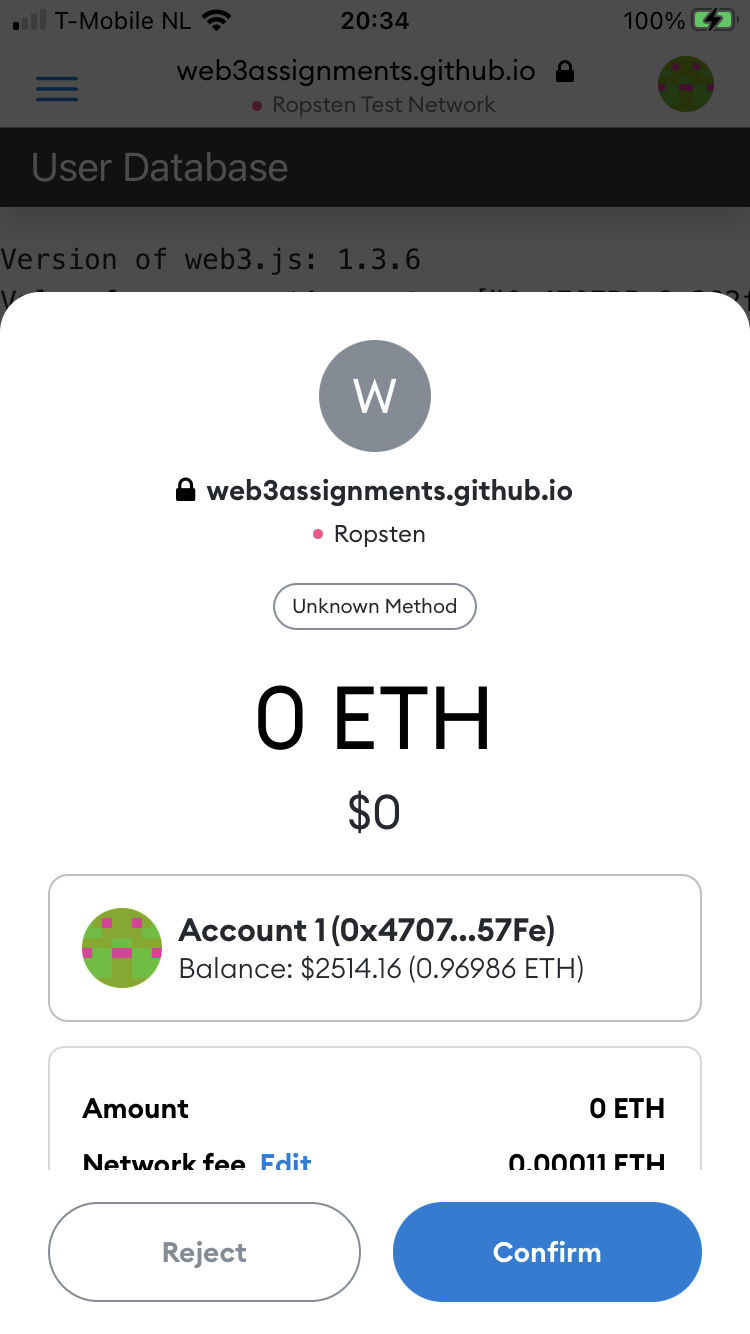 T-Mobile NL 20:34 100%
web3assignments.github.io
Ropsten Test Network
User Database
Version of web3.js: 1.3.6
W
web3assignments.github.io
Ropsten
Unknown Method
0 ETH
$0
Account 1 (0x4707...57Fe)
Balance: $2514.16 (0.96986 ETH)
Amount 0 ETH
Network fee Edit 0.00011 ETH
Reject Confirm